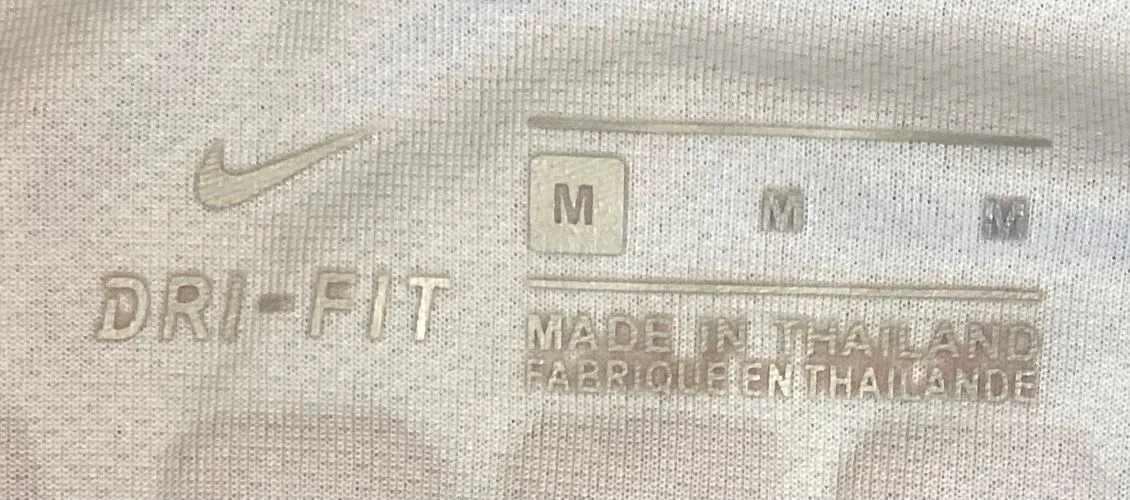 DRI-FIT
M M M
MADE IN THAILAND
FABRIQUE EN THAILANDE